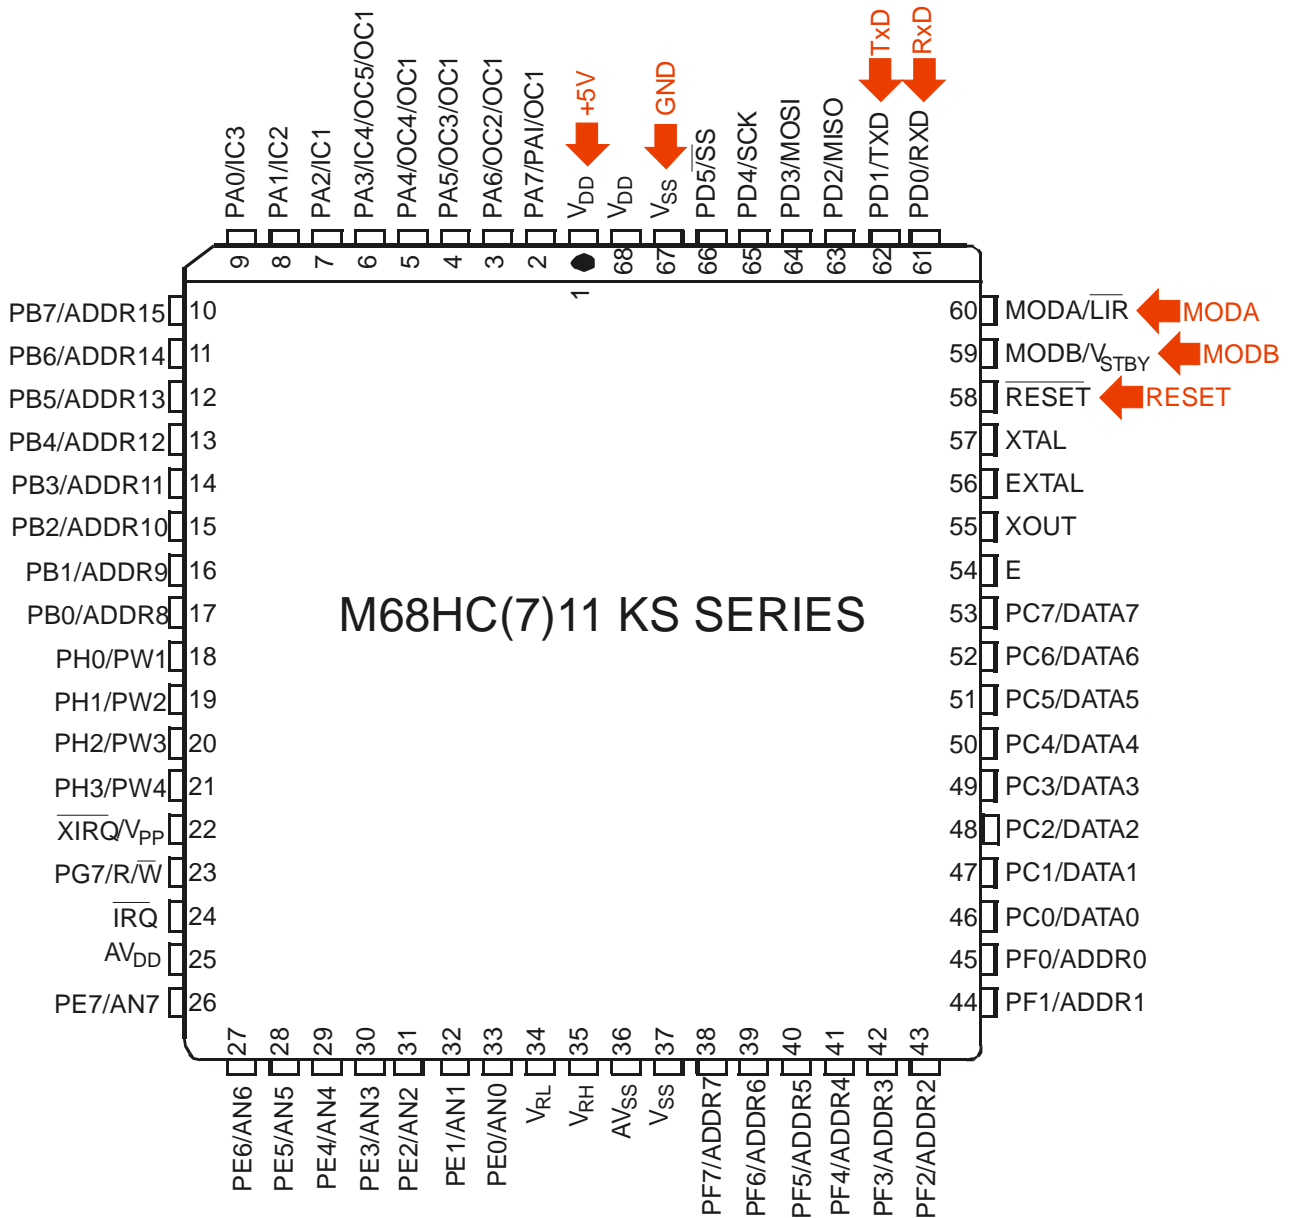 PA0/IC3
PA1/IC2
PA2/IC1
PA3/IC4/OC5/OC1
PA4/OC4/OC1
PA5/OC3/OC1
PA6/OC2/OC1
PA7/PAI/OC1
VDD
+5V
VDD
VSS
GND
PD5/SS
PD4/SCK
PD3/MOSI
PD2/MISO
PD1/TXD
TxD
PD0/RXD
RxD
9
8
7
6
5
4
3
2
1
68
67
66
65
64
63
62
61
PB7/ADDR15 10
PB6/ADDR14 11
PB5/ADDR13 12
PB4/ADDR12 13
PB3/ADDR11 14
PB2/ADDR10 15
PB1/ADDR9 16
PB0/ADDR8 17
PH0/PW1 18
PH1/PW2 19
PH2/PW3 20
PH3/PW4 21
XIRQ/VPP 22
PG7/R/W 23
IRQ 24
AVDD 25
PE7/AN7 26
M68HC(7)11 KS SERIES
60 MODA/LIR MODA
59 MODB/VSTBY MODB
58 RESET RESET
57 XTAL
56 EXTAL
55 XOUT
54 E
53 PC7/DATA7
52 PC6/DATA6
51 PC5/DATA5
50 PC4/DATA4
49 PC3/DATA3
48 PC2/DATA2
47 PC1/DATA1
46 PC0/DATA0
45 PF0/ADDR0
44 PF1/ADDR1
27
28
29
30
31
32
33
34
35
36
37
38
39
40
41
42
43
PE6/AN6
PE5/AN5
PE4/AN4
PE3/AN3
PE2/AN2
PE1/AN1
PE0/AN0
VRL
VRH
AVSS
VSS
PF7/ADDR7
PF6/ADDR6
PF5/ADDR5
PF4/ADDR4
PF3/ADDR3
PF2/ADDR2